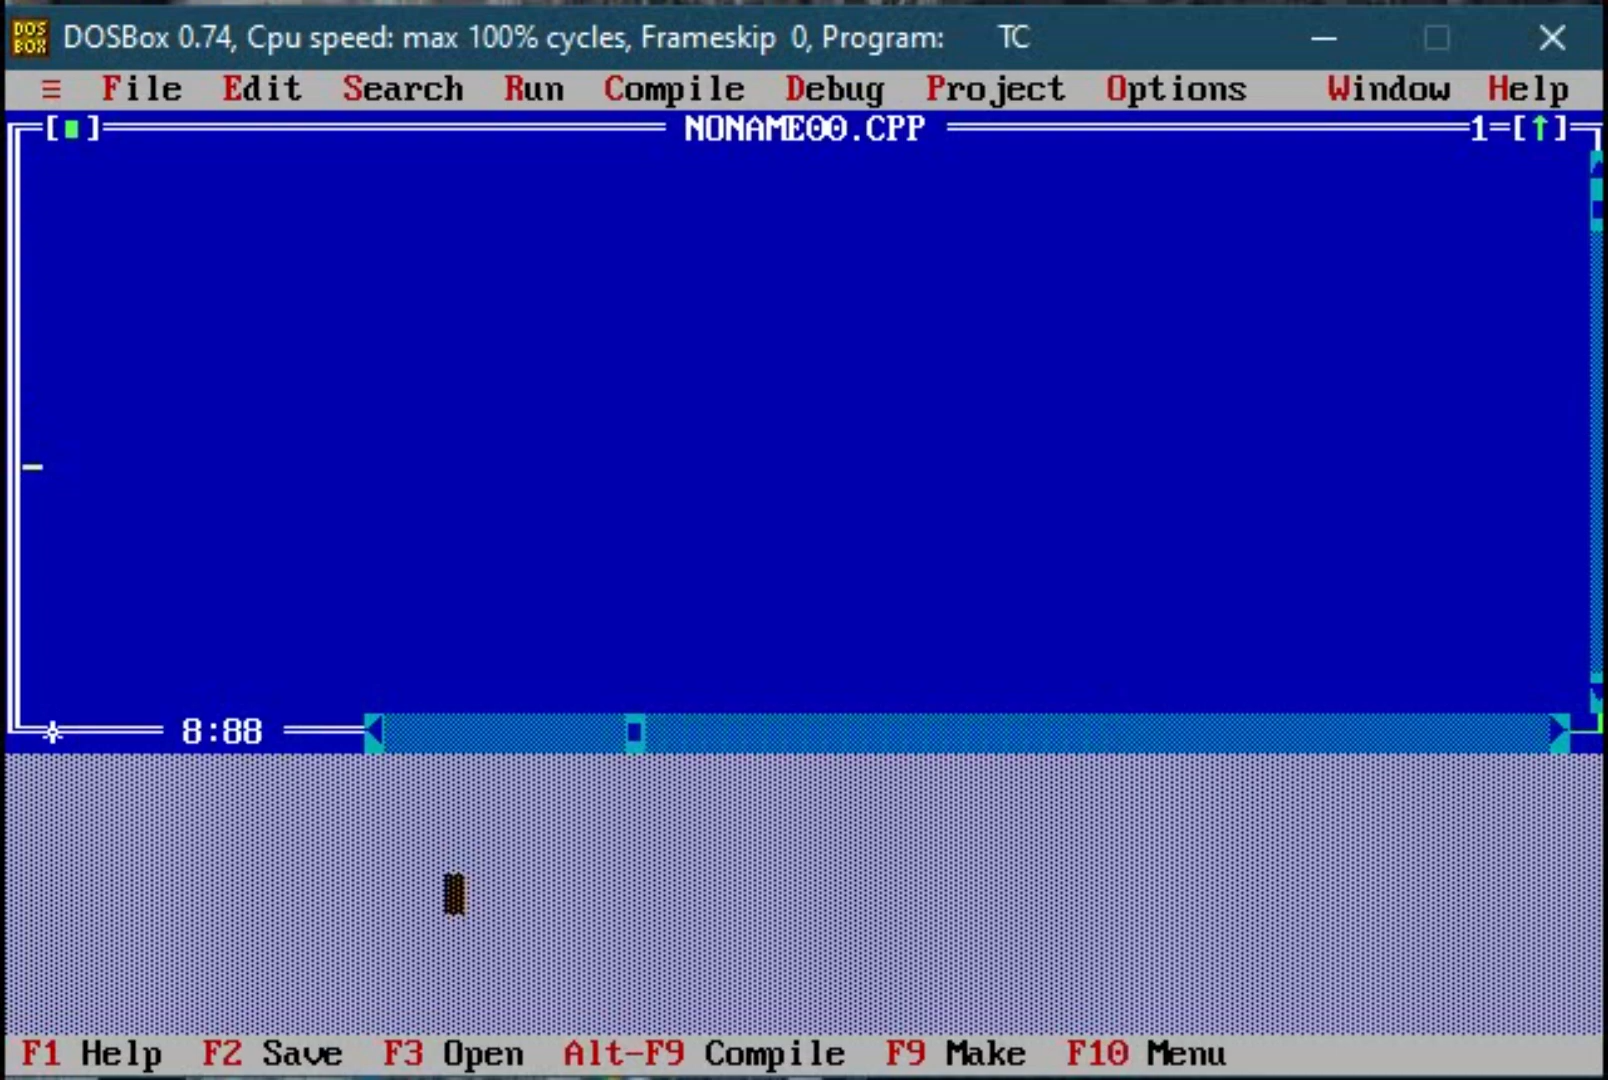 DOS BOX DOSBox 0.74, Cpu speed: max 100% cycles, Frameskip 0, Program: TC
≡ File Edit Search Run Compile Debug Project Options Window Help
[■] NONAME00.CPP 1=[↑]
8:88
F1 Help F2 Save F3 Open Alt-F9 Compile F9 Make F10 Menu